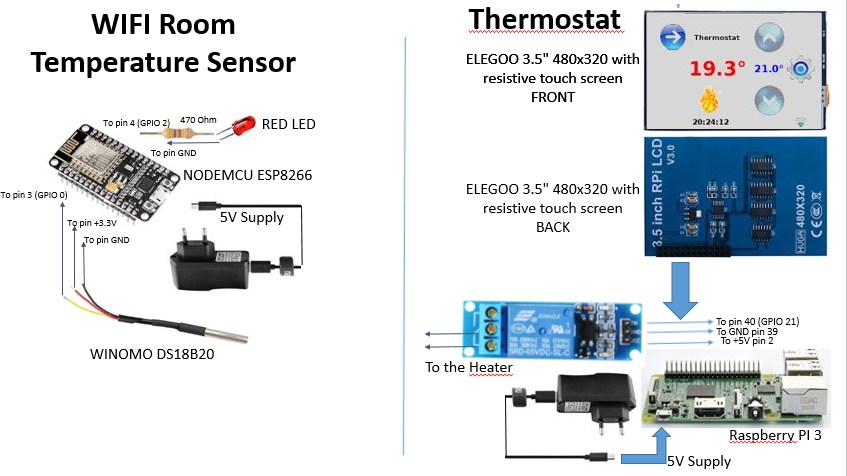 WIFI Room
Temperature Sensor
To pin 4 (GPIO 2)
470 Ohm
RED LED
To pin GND
NODEMCU ESP8266
To pin 3 (GPIO 0)
To pin +3.3V
To pin GND
5V Supply
WINOMO DS18B20
Thermostat
ELEGOO 3.5" 480x320 with
resistive touch screen
FRONT
Thermostat
19.3°
21.0°
20:24:12
ELEGOO 3.5" 480x320 with
resistive touch screen
BACK
3.5 inch RPi LCD
V3.0
480X320
To pin 40 (GPIO 21)
To GND pin 39
To +5V pin 2
SRD-05VDC-SL-C
To the Heater
Raspberry PI 3
5V Supply